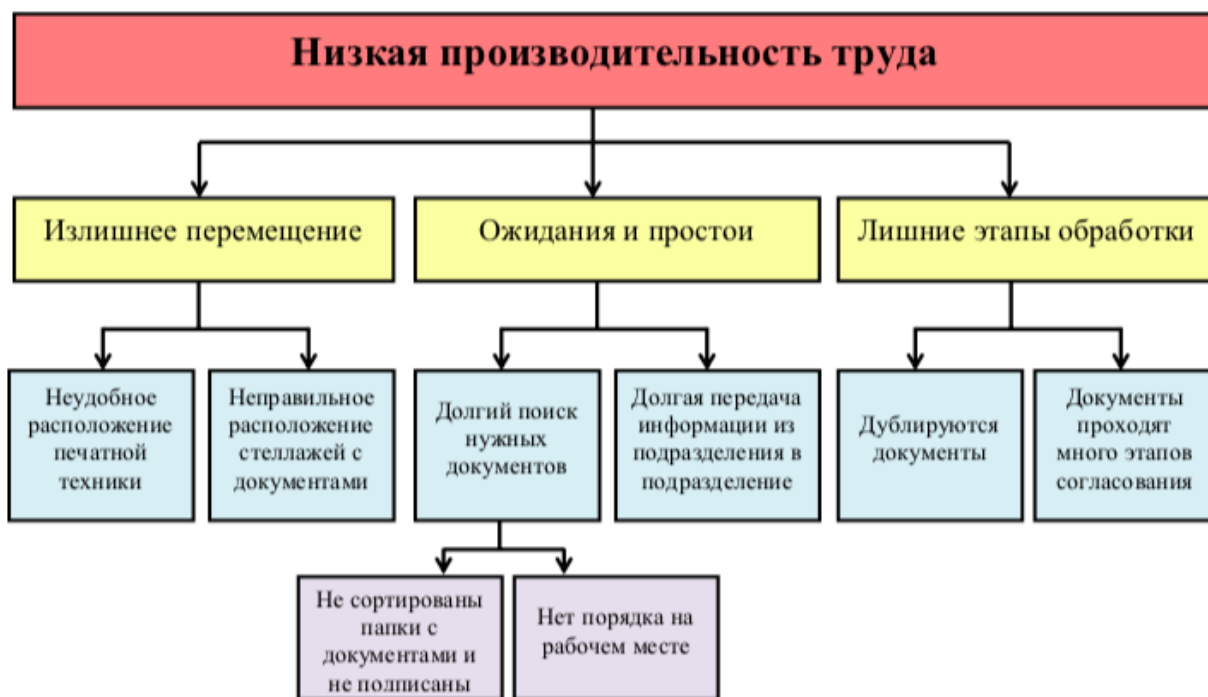 Низкая производительность труда
Излишнее перемещение
Ожидания и простои
Лишние этапы обработки
Неудобное
расположение
печатной
техники
Неправильное
расположение
стеллажей с
документами
Долгий поиск
нужных
документов
Долгая передача
информации из
подразделения в
подразделение
Дублируются
документы
Документы
проходят
много этапов
согласования
Не сортированы
папки с
документами и
не подписаны
Нет порядка на
рабочем месте